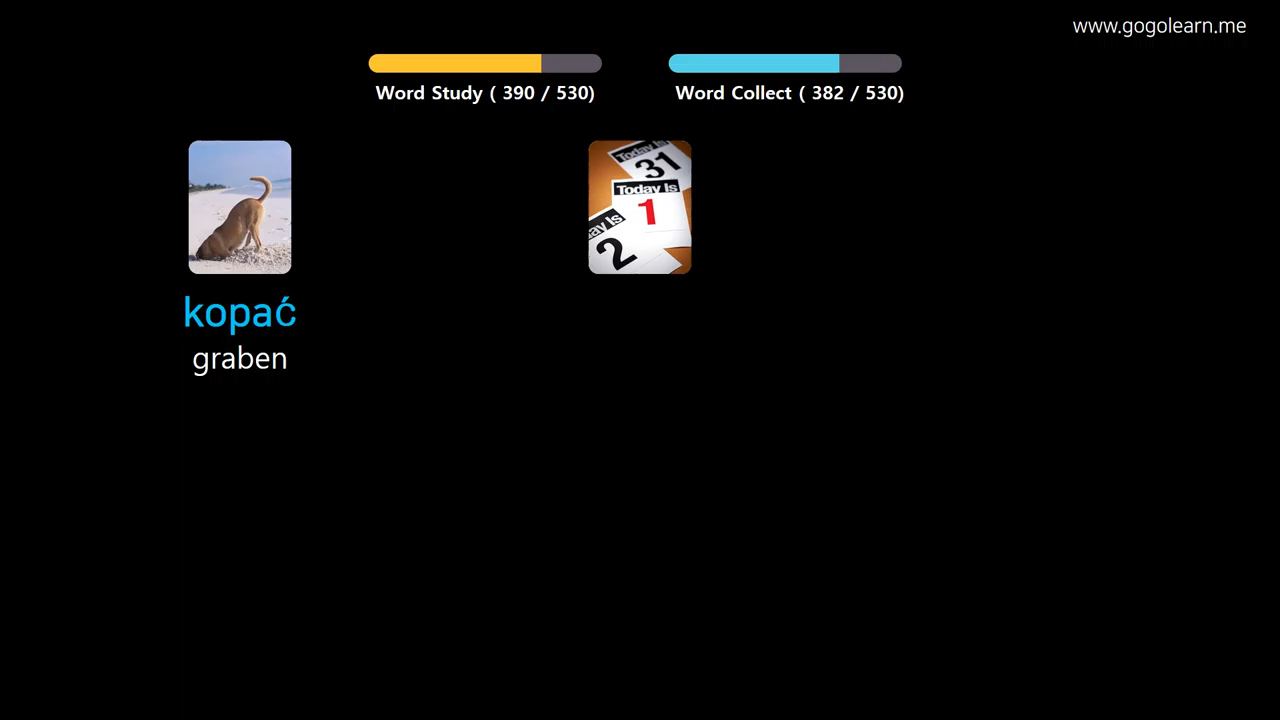 www.gogolearn.me
Word Study ( 390 / 530)
Word Collect ( 382 / 530)
Today Is
31
Today Is
1
ay Is
2
kopać
graben